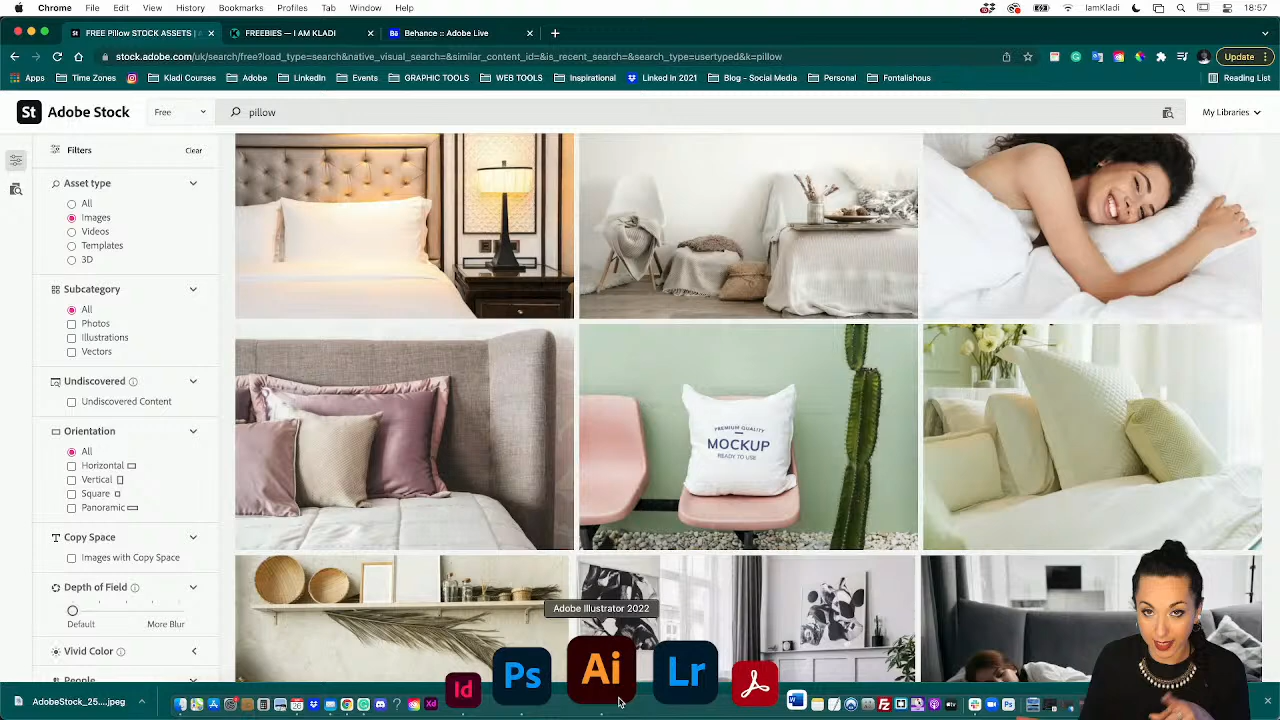 Chrome File Edit View History Bookmarks Profiles Tab Window Help IamKladi 18:57
FREE Pillow STOCK ASSETS | FREEBIES — I AM KLADI Behance :: Adobe Live
stock.adobe.com/uk/search/free?load_type=search&native_visual_search=&similar_content_id=&is_recent_search=&search_type=usertyped&k=pillow Update
Apps Time Zones Kladi Courses Adobe LinkedIn Events GRAPHIC TOOLS WEB TOOLS Inspirational Linked In 2021 Blog - Social Media Personal Fontalishous Reading List
St Adobe Stock Free pillow My Libraries
Filters Clear
Asset type
All
Images
Videos
Templates
3D
Subcategory
All
Photos
Illustrations
Vectors
Undiscovered
Undiscovered Content
Orientation
All
Horizontal
Vertical
Square
Panoramic
Copy Space
Images with Copy Space
Depth of Field
Default More Blur
Vivid Color
People
PREMIUM QUALITY
MOCKUP
READY TO USE
Adobe Illustrator 2022
Id Ps Ai Lr
AdobeStock_25....jpeg
Xd